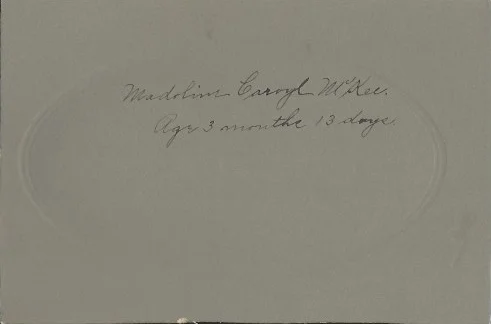 Madoline Caroyl McKee.
Age 3 months 13 days.